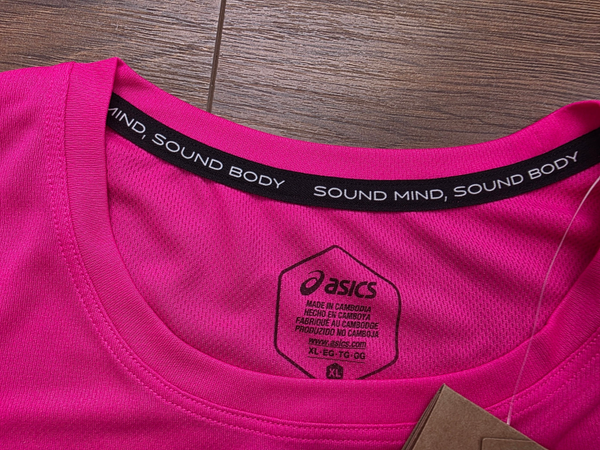 MIND, SOUND BODY SOUND MIND, SOUND BODY
asics
MADE IN CAMBODIA
HECHO EN CAMBOYA
FABRIQUÉ AU CAMBODGE
PRODUZIDO NO CAMBOJA
www.asics.com
XL-EG-TG-GG
XL